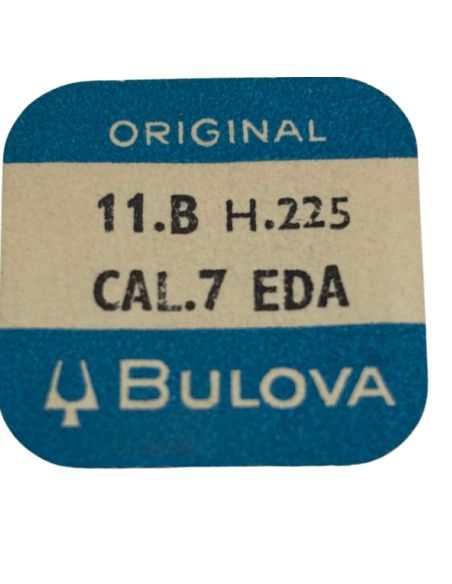 ORIGINAL
11.B H.225
CAL.7 EDA
BULOVA